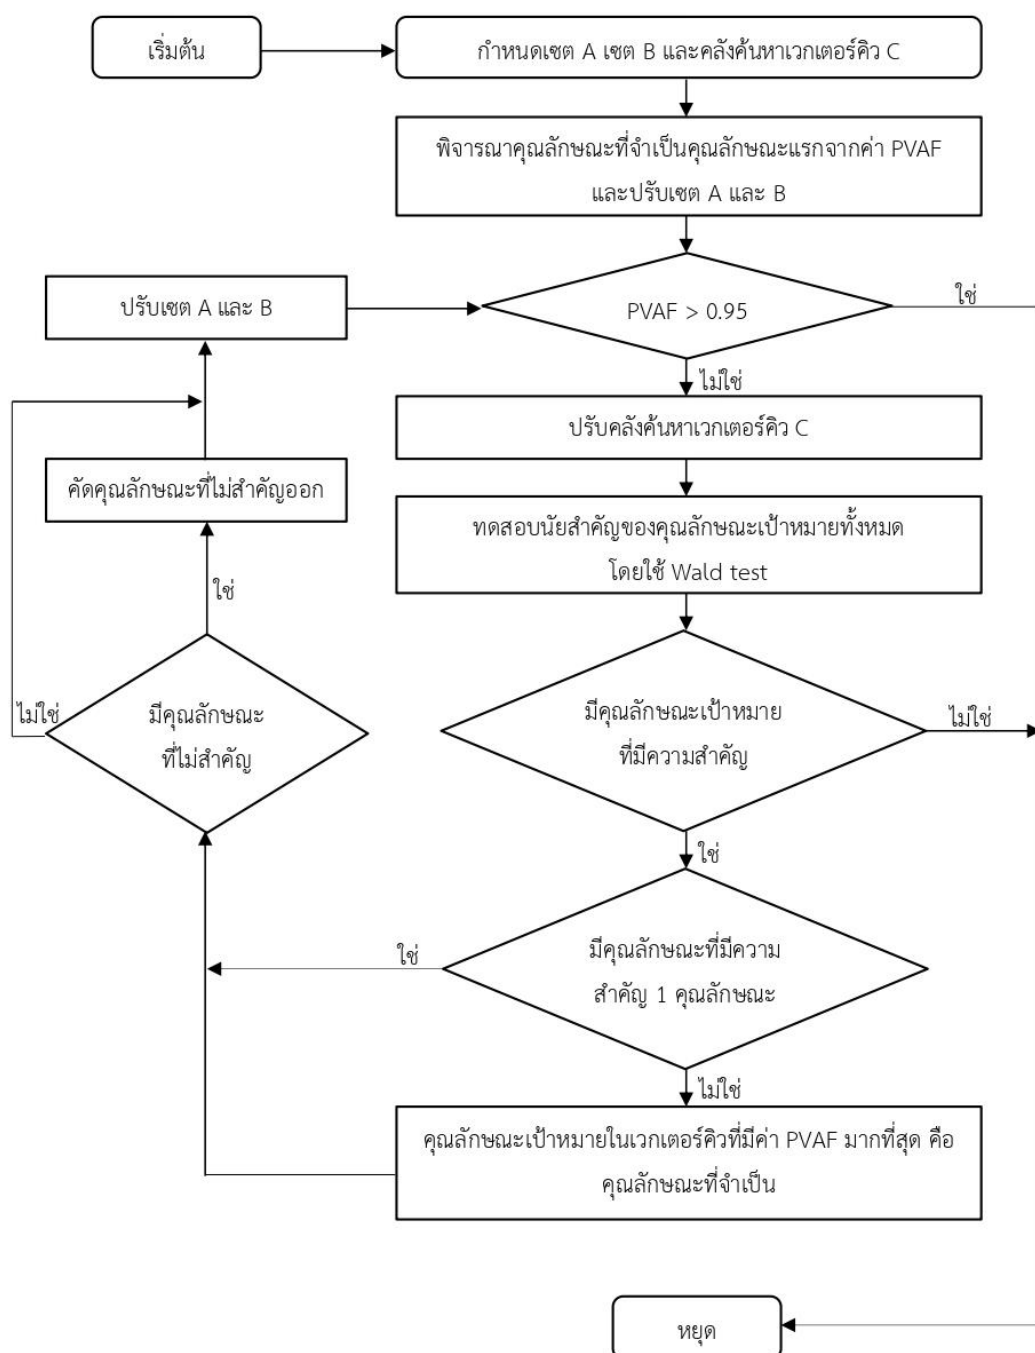 เริ่มต้น
กำหนดเซต A เซต B และคลังค้นหาเวกเตอร์คิว C
พิจารณาคุณลักษณะที่จำเป็นคุณลักษณะแรกจากค่า PVAF
และปรับเซต A และ B
ปรับเซต A และ B
PVAF > 0.95
ใช่
ไม่ใช่
ปรับคลังค้นหาเวกเตอร์คิว C
คัดคุณลักษณะที่ไม่สำคัญออก
ทดสอบนัยสำคัญของคุณลักษณะเป้าหมายทั้งหมด
โดยใช้ Wald test
ใช่
ไม่ใช่
มีคุณลักษณะ
ที่ไม่สำคัญ
มีคุณลักษณะเป้าหมาย
ที่มีความสำคัญ
ไม่ใช่
ใช่
ใช่
มีคุณลักษณะที่มีความ
สำคัญ 1 คุณลักษณะ
ไม่ใช่
คุณลักษณะเป้าหมายในเวกเตอร์คิวที่มีค่า PVAF มากที่สุด คือ
คุณลักษณะที่จำเป็น
หยุด